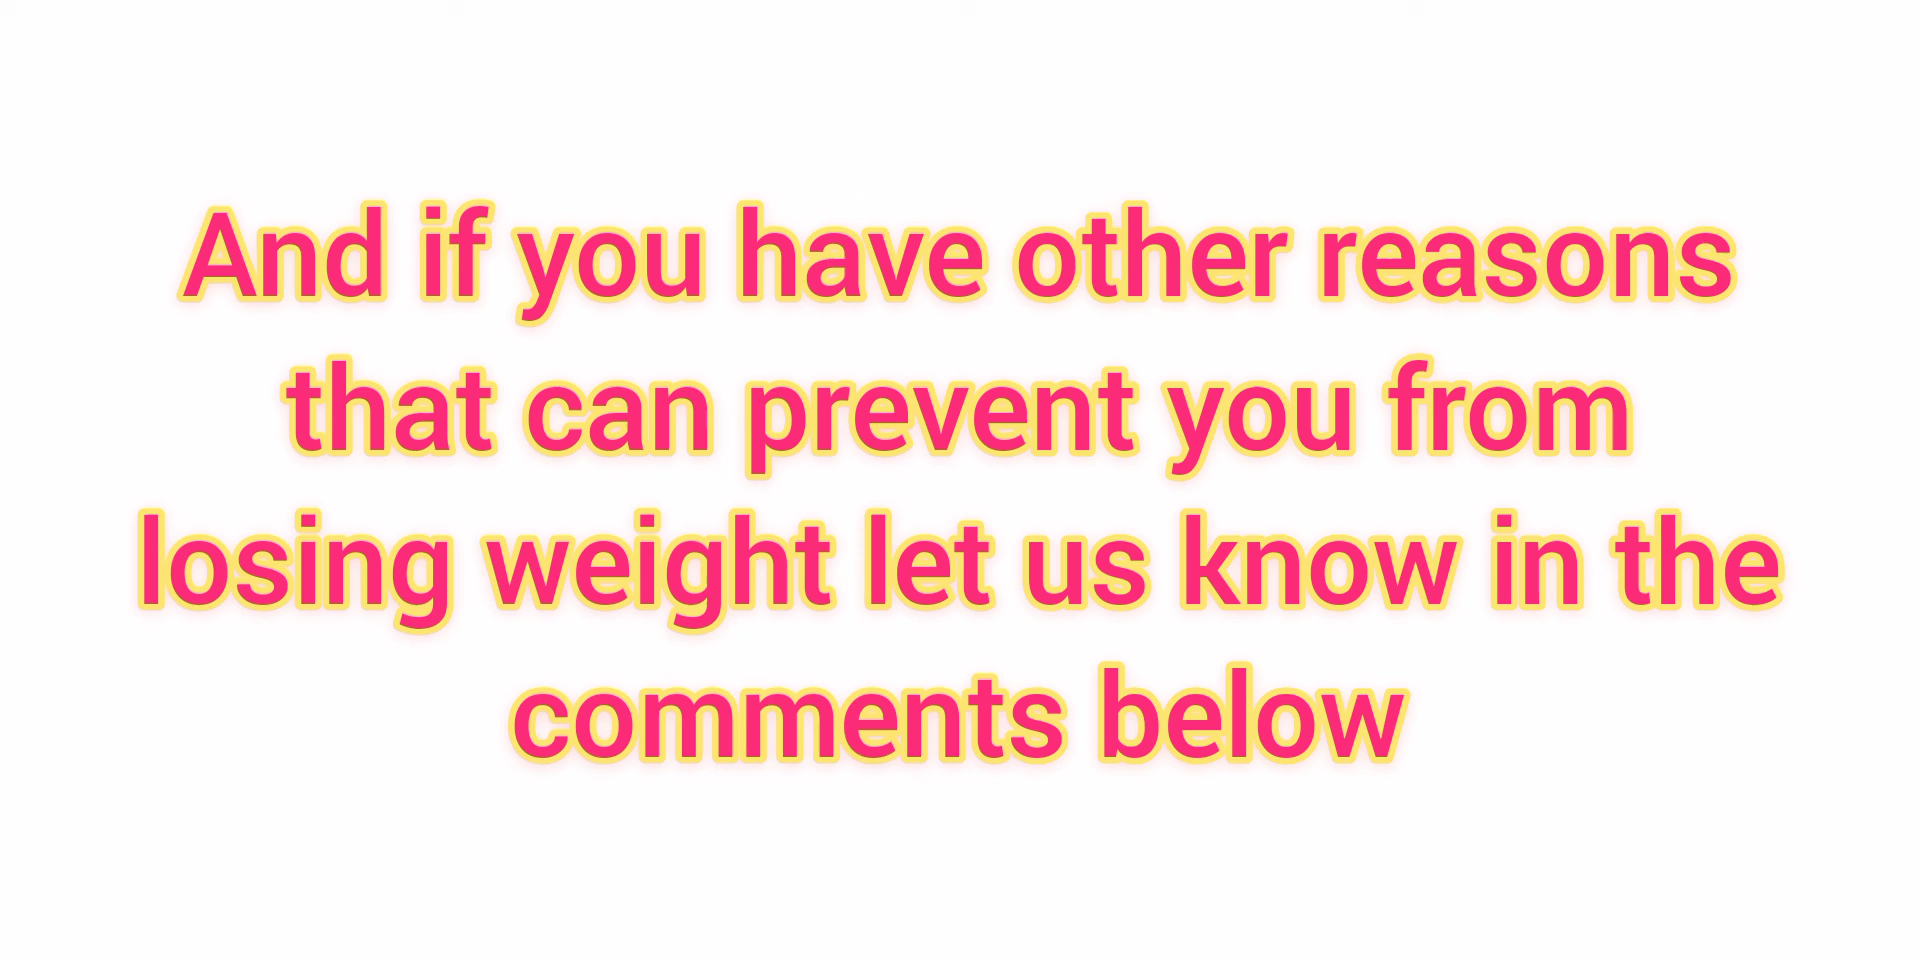 And if you have other reasons
that can prevent you from
losing weight let us know in the
comments below